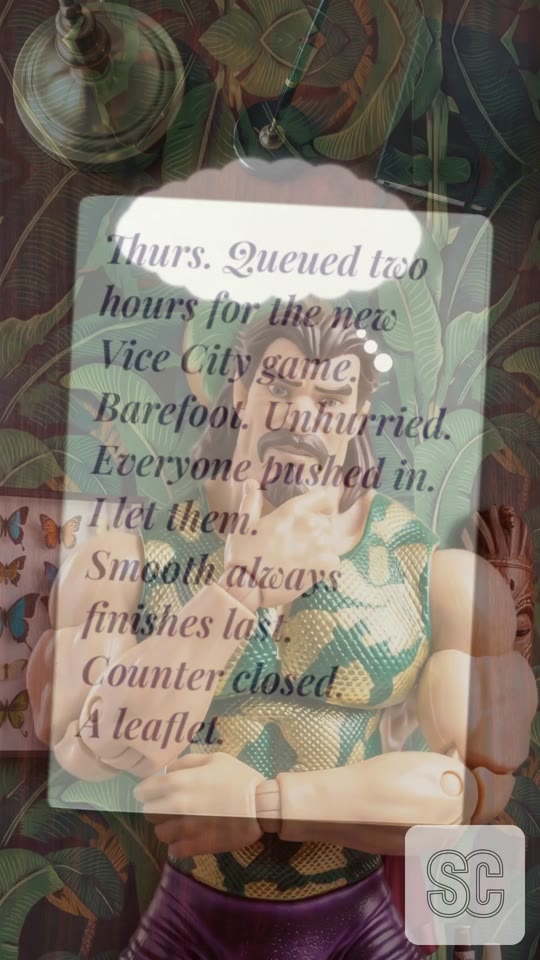 Thurs. Queued two
hours for the new
Vice City game.
Barefoot. Unhurried.
Everyone pushed in.
I let them.
Smooth always
finishes last.
Counter closed.
A leaflet.
SC